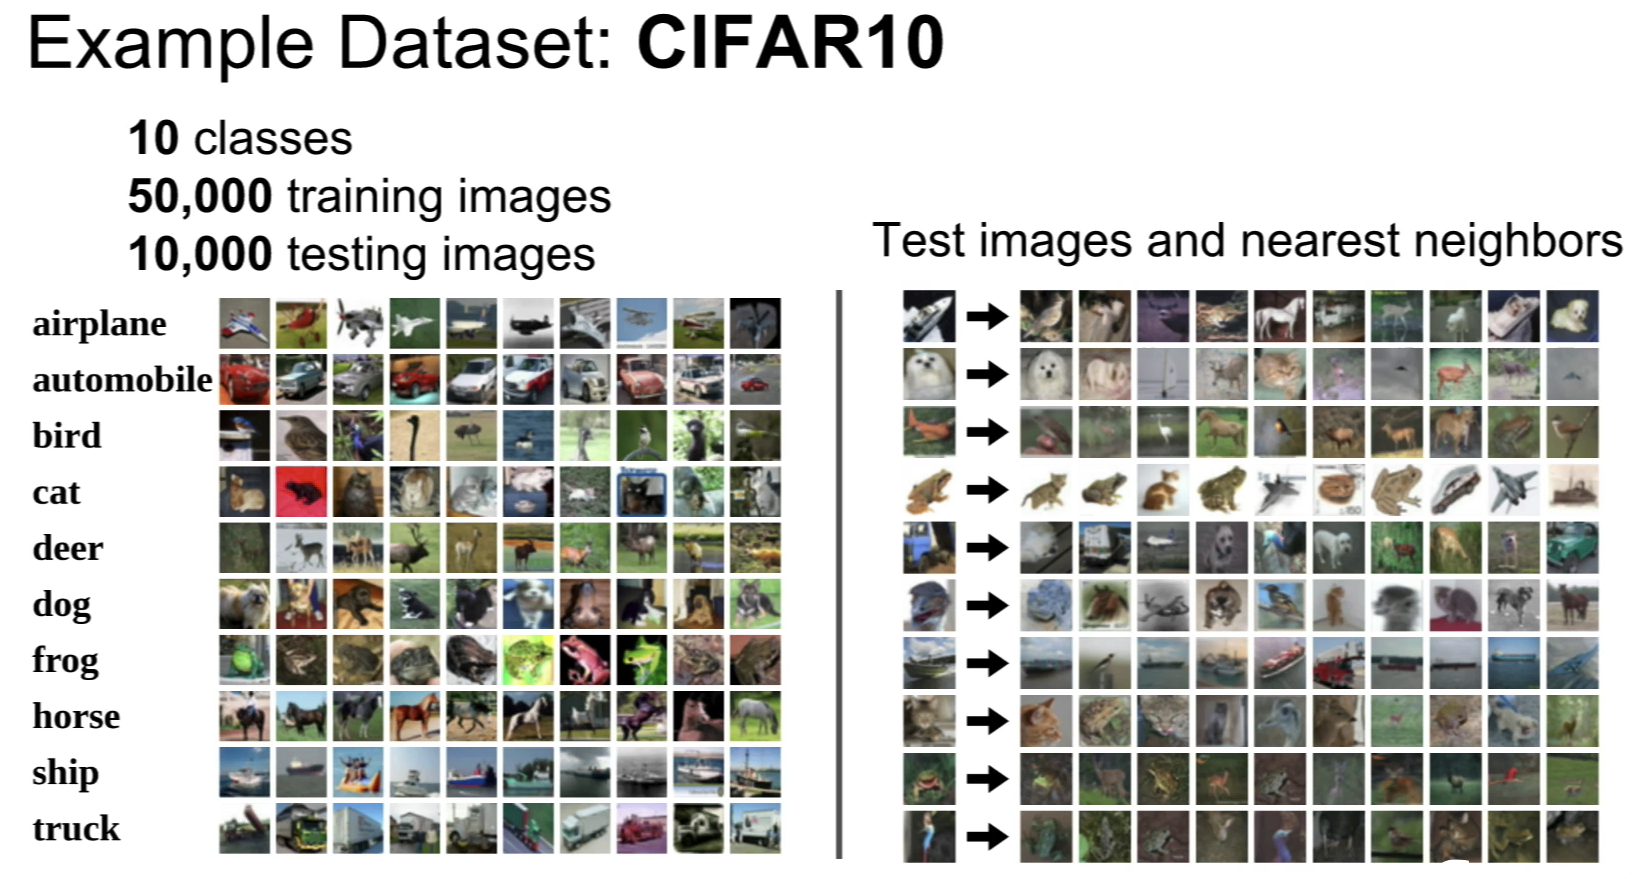 Example Dataset: CIFAR10
10 classes
50,000 training images
10,000 testing images
Test images and nearest neighbors
airplane
automobile
bird
cat
deer
dog
frog
horse
ship
truck